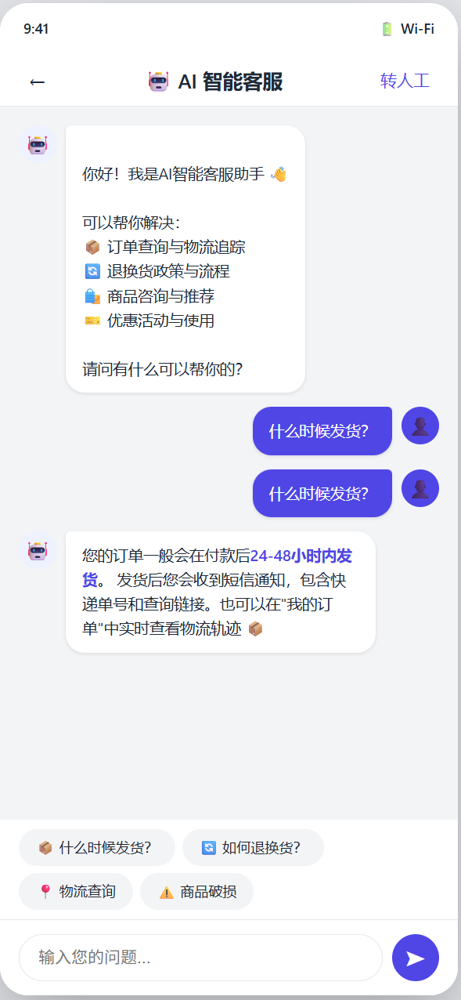 9:41
🔋 Wi-Fi
←
🤖 AI 智能客服
转人工
你好！我是AI智能客服助手 👋
可以帮你解决：
📦 订单查询与物流追踪
🔄 退换货政策与流程
🛍️ 商品咨询与推荐
🎫 优惠活动与使用
请问有什么可以帮你的？
什么时候发货？
什么时候发货？
您的订单一般会在付款后24-48小时内发
货。 发货后您会收到短信通知，包含快
递单号和查询链接。也可以在"我的订
单"中实时查看物流轨迹 📦
📦 什么时候发货？
🔄 如何退换货？
📍 物流查询
⚠️ 商品破损
输入您的问题...